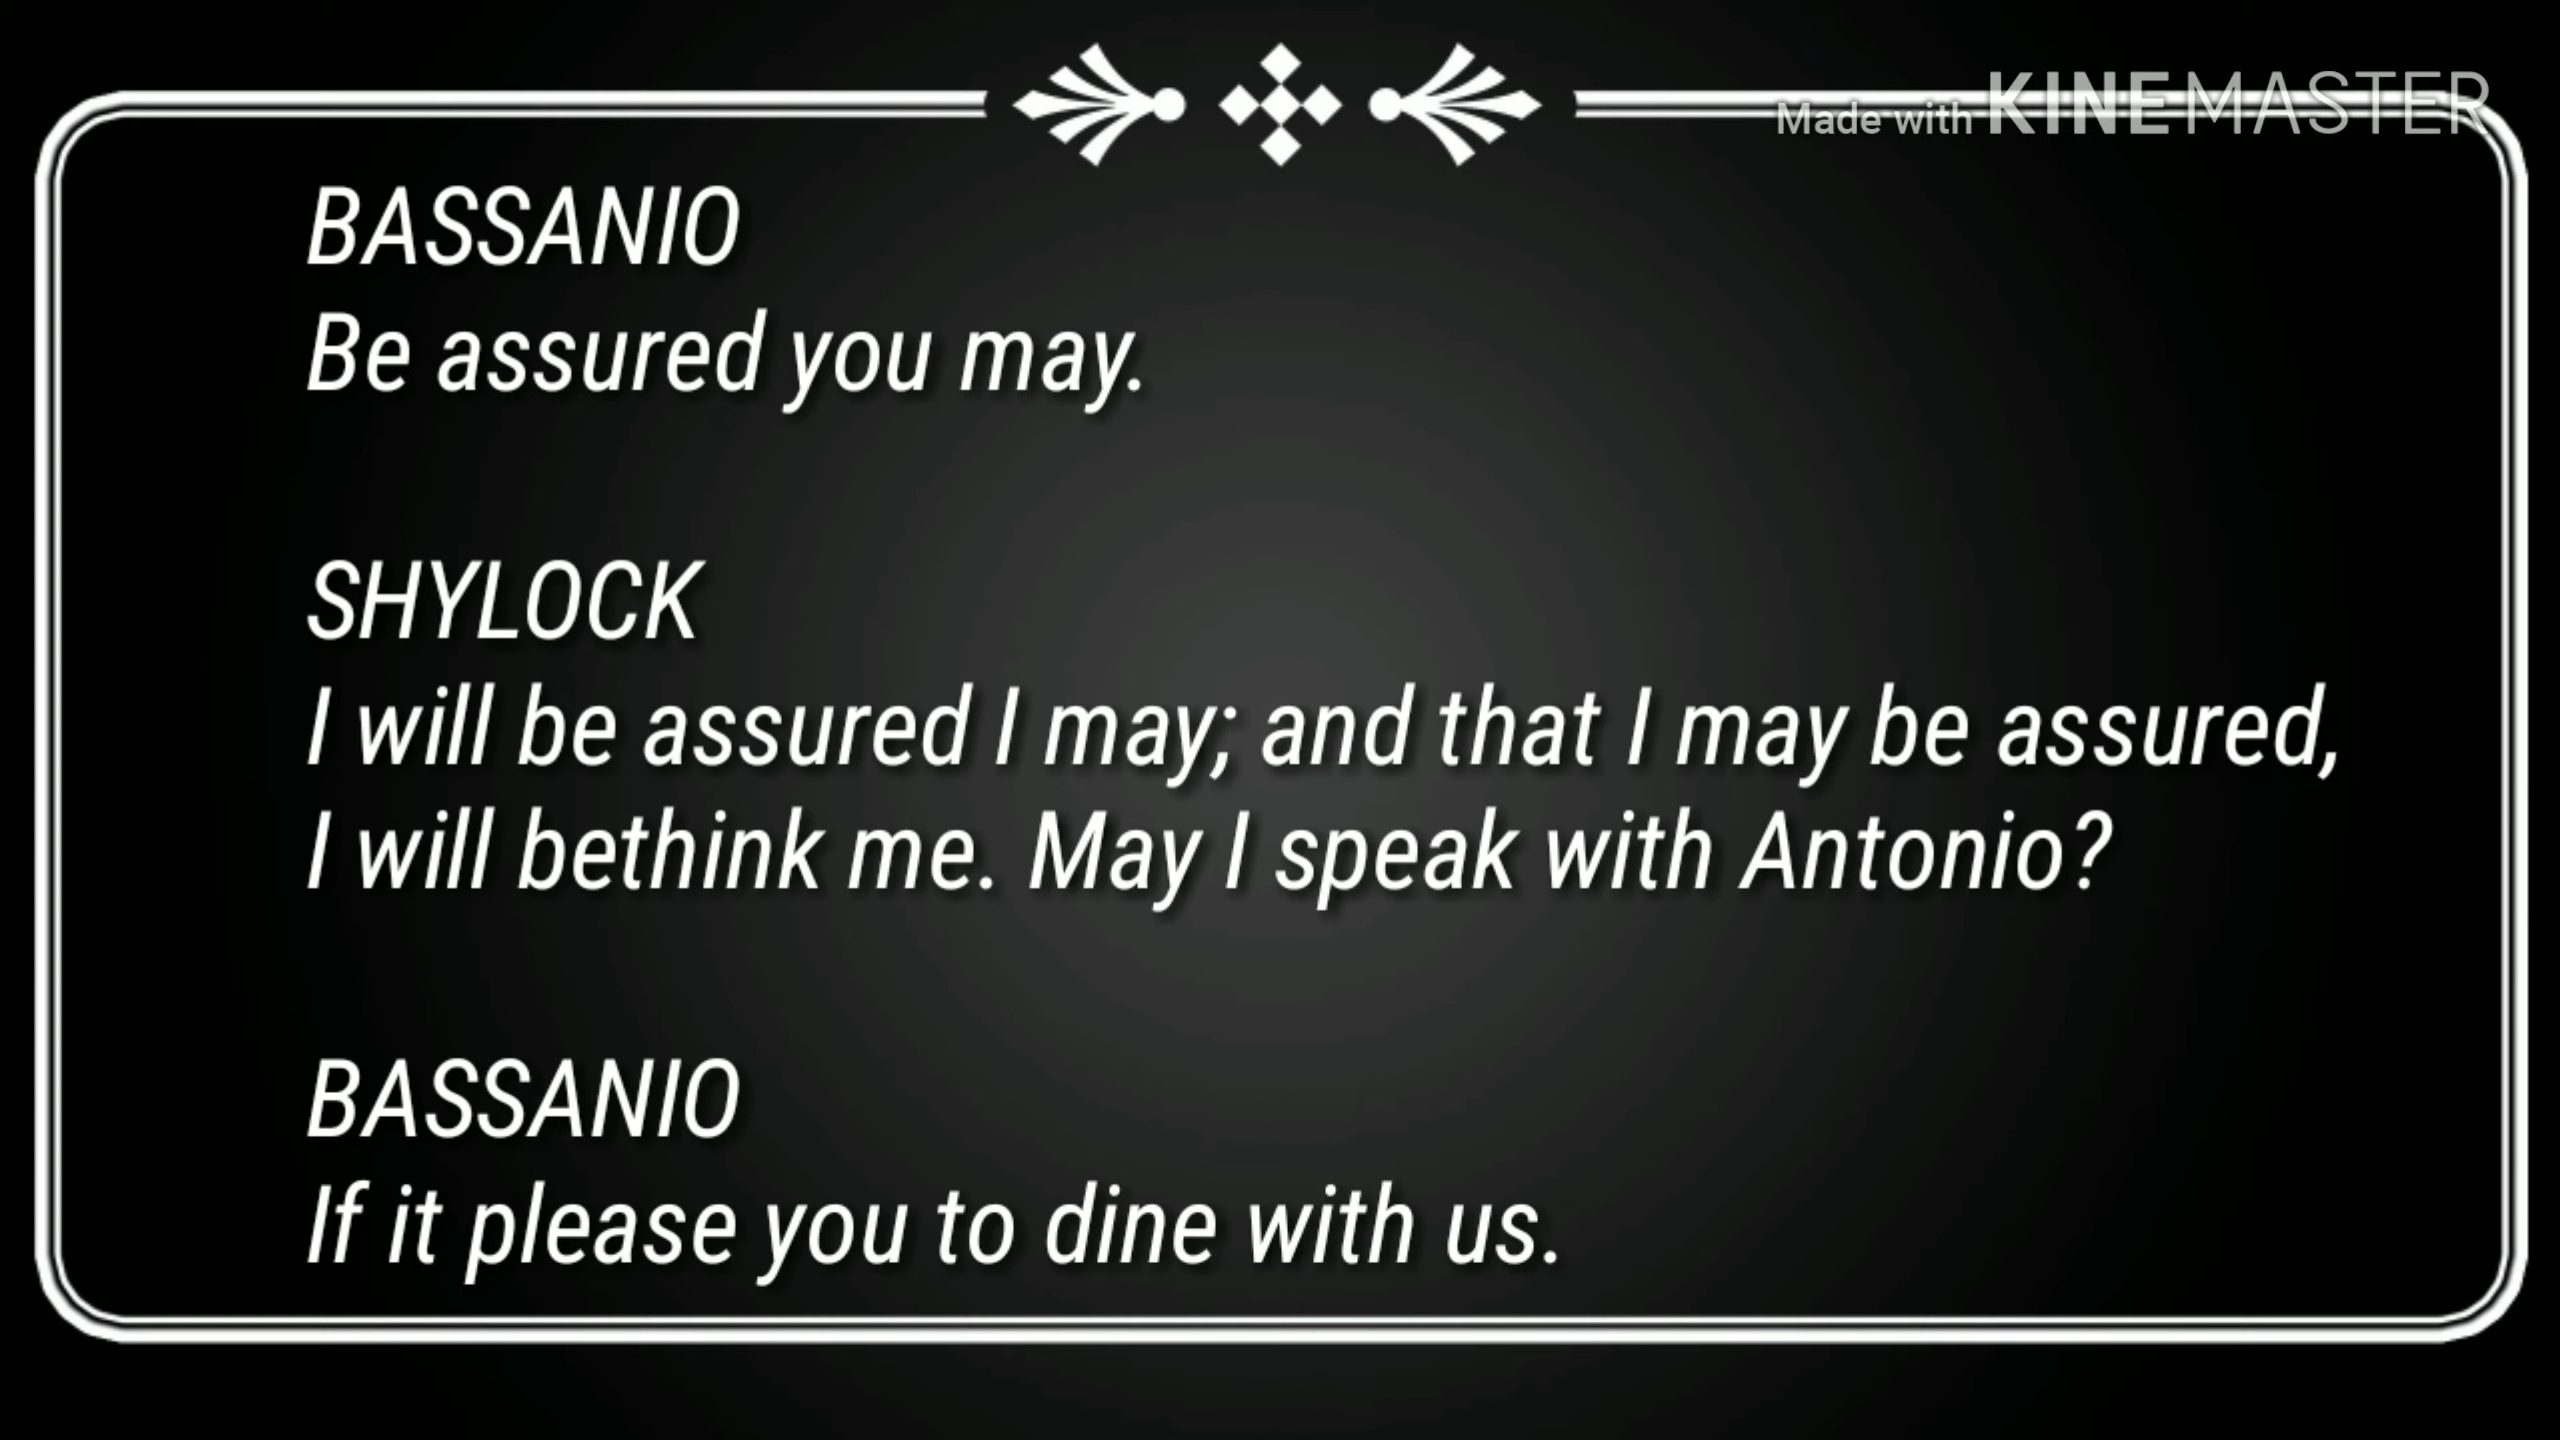 Made with KINEMASTER
BASSANIO
Be assured you may.
SHYLOCK
I will be assured I may; and that I may be assured,
I will bethink me. May I speak with Antonio?
BASSANIO
If it please you to dine with us.